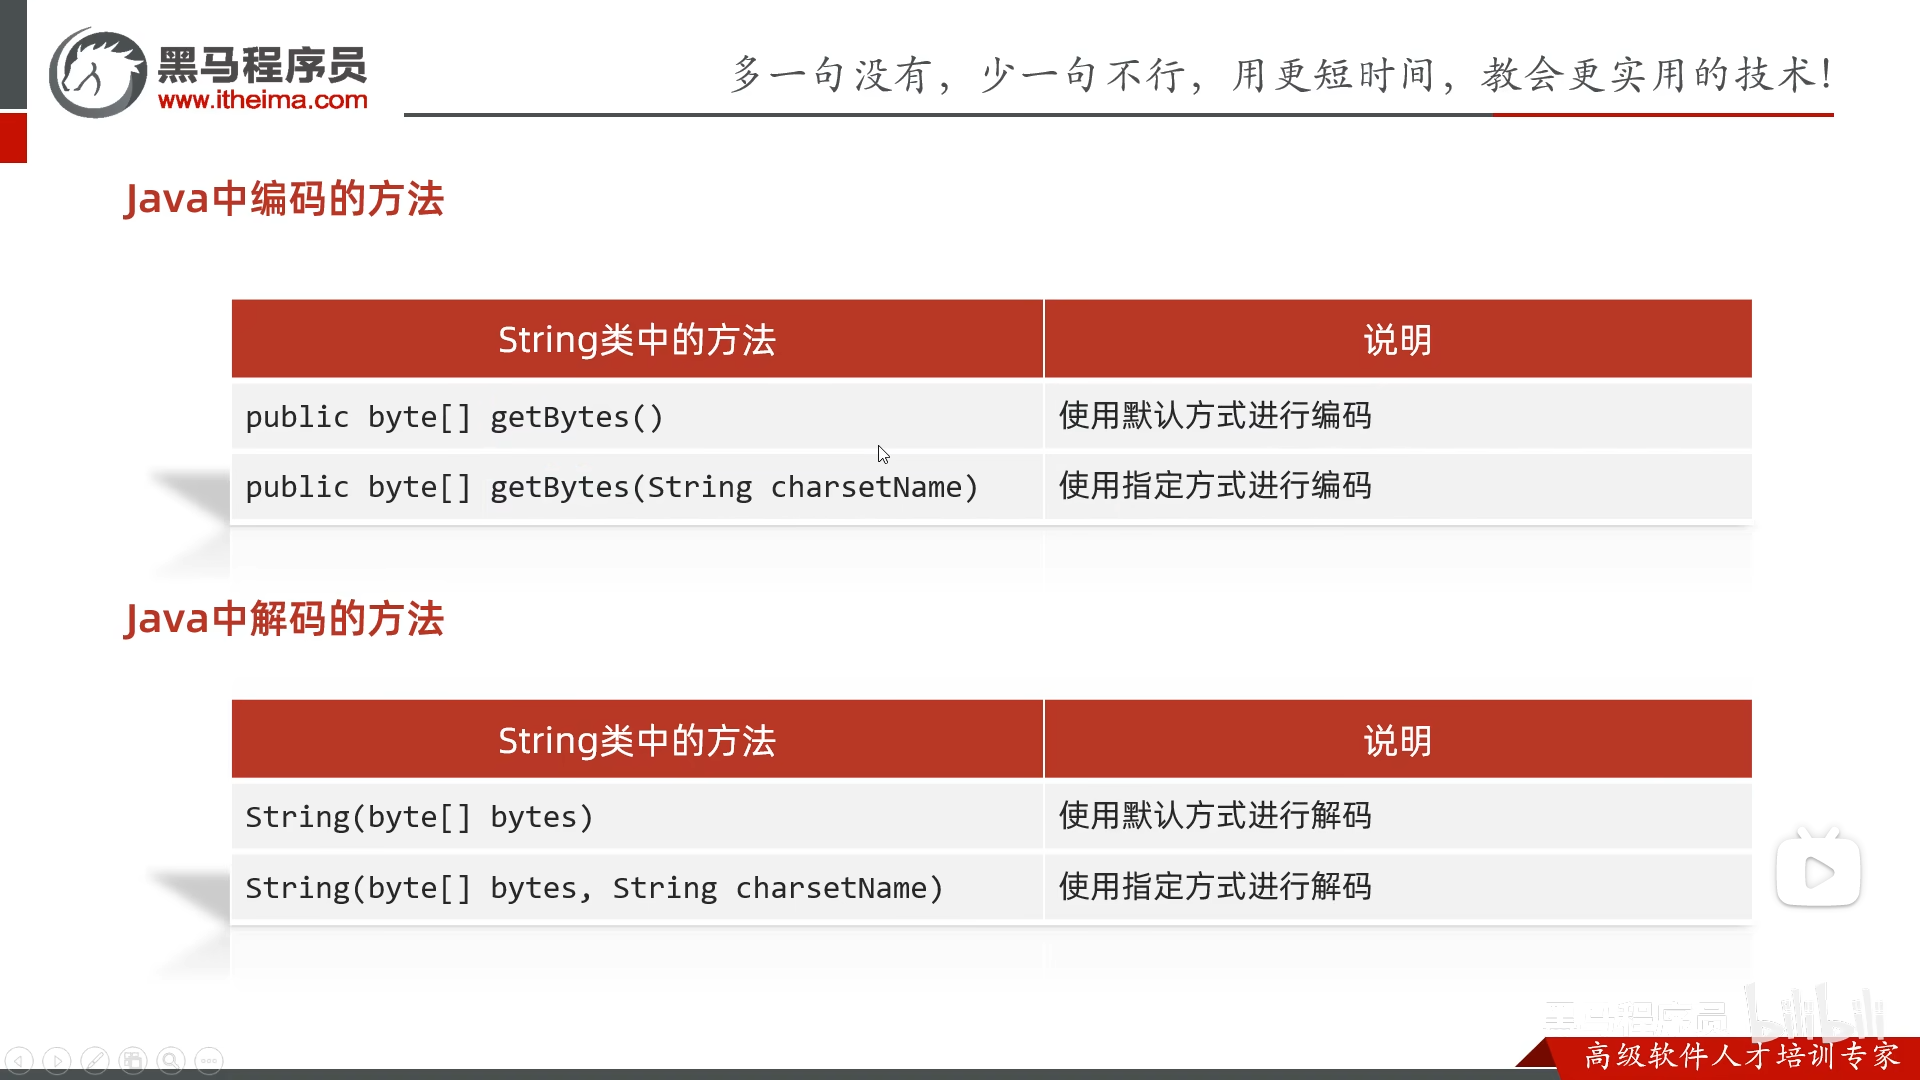 黑马程序员
www.itheima.com
多一句没有，少一句不行，用更短时间，教会更实用的技术！
Java中编码的方法
String类中的方法 说明
public byte[] getBytes() 使用默认方式进行编码
public byte[] getBytes(String charsetName) 使用指定方式进行编码
Java中解码的方法
String类中的方法 说明
String(byte[] bytes) 使用默认方式进行解码
String(byte[] bytes, String charsetName) 使用指定方式进行解码
黑马程序员 bilibili
高级软件人才培训专家